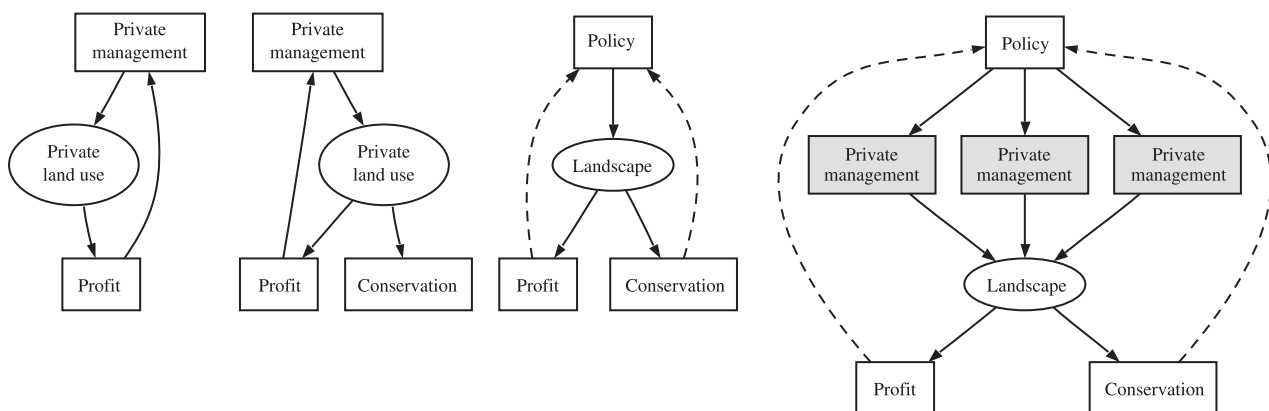 Private
management
Private
land use
Profit
Private
management
Private
land use
Profit
Conservation
Policy
Landscape
Profit
Conservation
Policy
Private
management
Private
management
Private
management
Landscape
Profit
Conservation